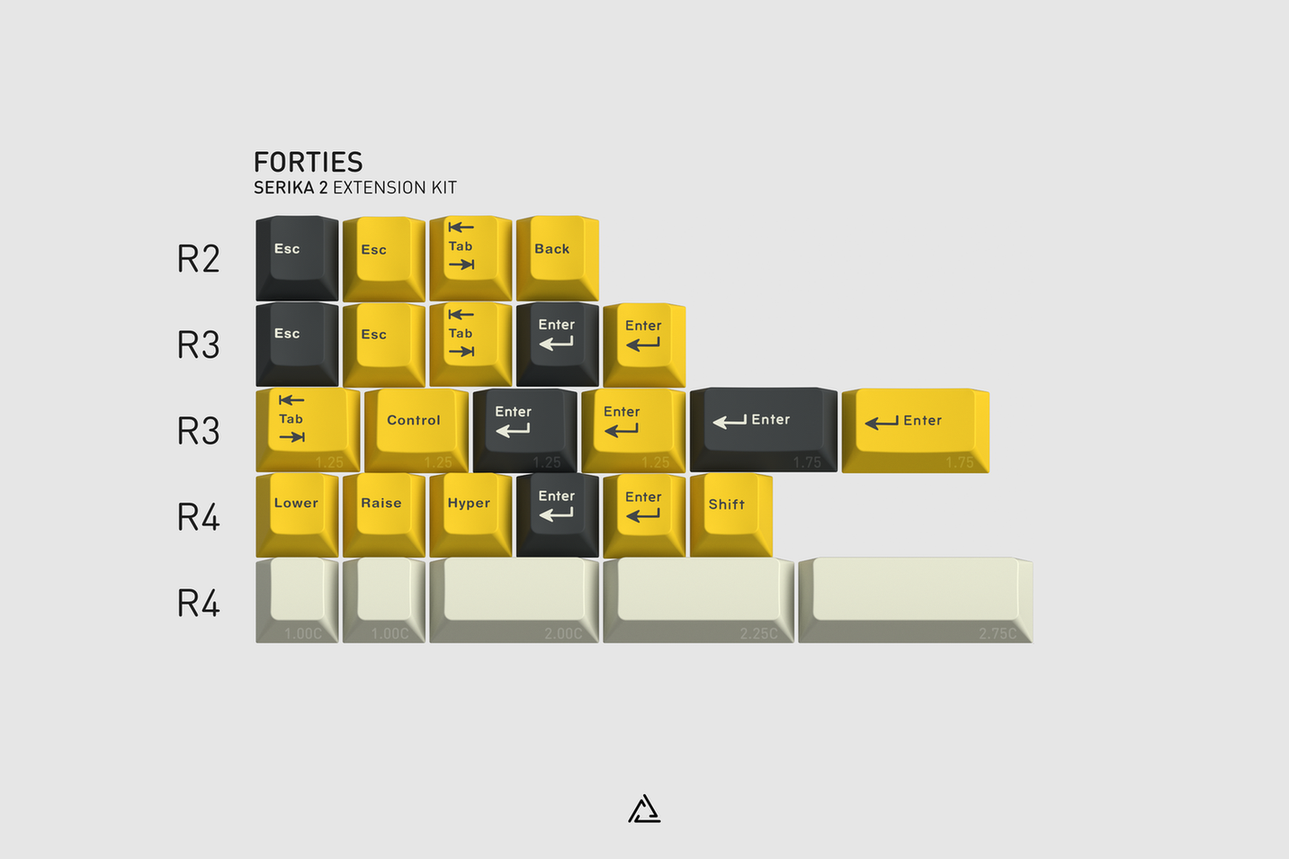 FORTIES
SERIKA 2 EXTENSION KIT
R2
Esc
Esc
Tab
Back
R3
Esc
Esc
Tab
Enter
Enter
R3
Tab
1.25
Control
1.25
Enter
1.25
Enter
1.25
Enter
1.75
Enter
1.75
R4
Lower
Raise
Hyper
Enter
Enter
Shift
R4
1.00C
1.00C
2.00C
2.25C
2.75C